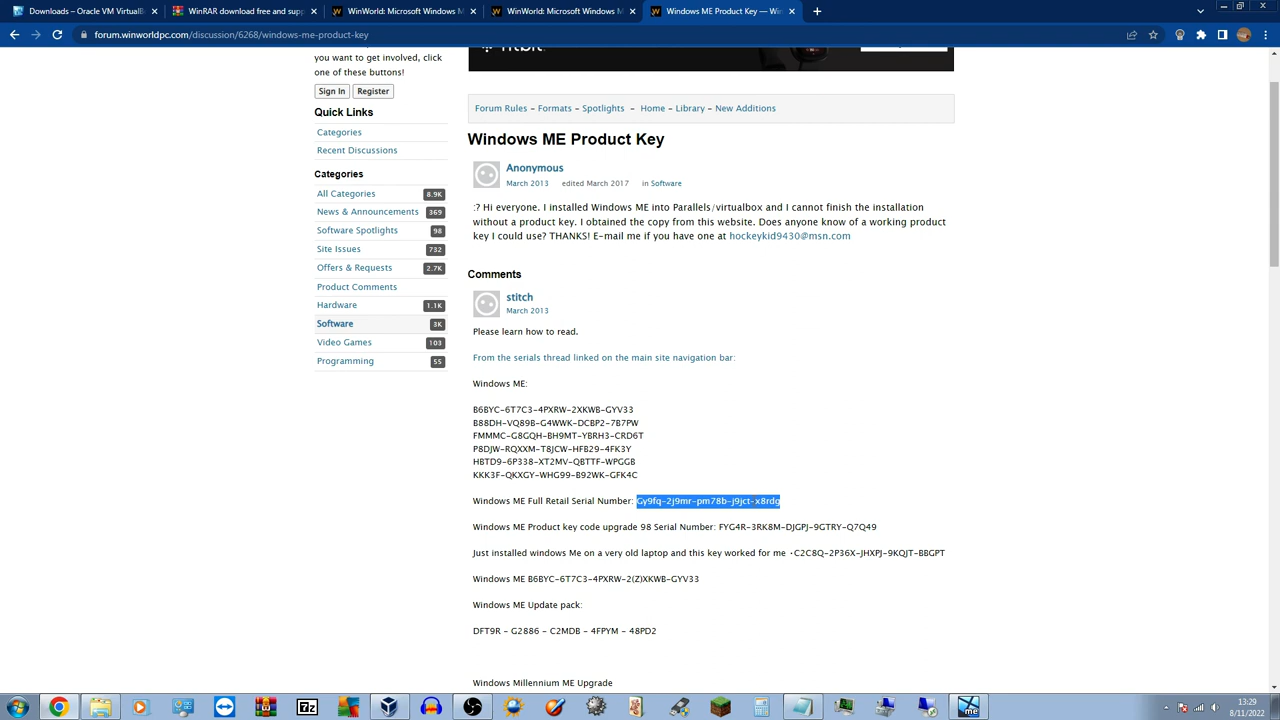 Downloads – Oracle VM VirtualB
WinRAR download free and sup
WinWorld: Microsoft Windows M
WinWorld: Microsoft Windows M
Windows ME Product Key — Win
forum.winworldpc.com/discussion/6268/windows-me-product-key
you want to get involved, click
one of these buttons!
Sign In
Register
Quick Links
Categories
Recent Discussions
Categories
All Categories 8.9K
News & Announcements 369
Software Spotlights 98
Site Issues 732
Offers & Requests 2.7K
Product Comments
Hardware 1.1K
Software 3K
Video Games 103
Programming 55
fitbit
Forum Rules – Forums – Spotlights – Home – Library – New Additions
Windows ME Product Key
Anonymous
March 2013 edited March 2017 in Software
:? Hi everyone. I installed Windows ME into Parallels/virtualbox and I cannot finish the installation
without a product key. I obtained the copy from this website. Does anyone know of a working product
key I could use? THANKS! E-mail me if you have one at hockeykid9430@msn.com
Comments
stitch
March 2013
Please learn how to read.
From the serials thread linked on the main site navigation bar:
Windows ME:
B6BYC-6T7C3-4PXRW-2XKWB-GYV33
B88DH-VQ89B-G4WWK-DCBP2-7B7PW
FMMMC-G8GQH-BH9MT-YBRH3-CRD6T
P8DJW-RQXXM-T8JCW-HFB29-4FK3Y
HBTD9-6P338-XT2MV-QBTTF-WPGGB
KKK3F-QKXGY-WHG99-B92WK-GFK4C
Windows ME Full Retail Serial Number: Gy9fq-2j9mr-pm78b-j9jct-x8rdg
Windows ME Product key code upgrade 98 Serial Number: FYG4R-3RK8M-DJGPJ-9GTRY-Q7Q49
Just installed windows Me on a very old laptop and this key worked for me -C2C8Q-2P36X-JHXPJ-9KQJT-BBGPT
Windows ME B6BYC-6T7C3-4PXRW-2(Z)XKWB-GYV33
Windows ME Update pack:
DFT9R - G2886 - C2MDB - 4FPYM - 48PD2
Windows Millennium ME Upgrade
13:29
8/11/2022